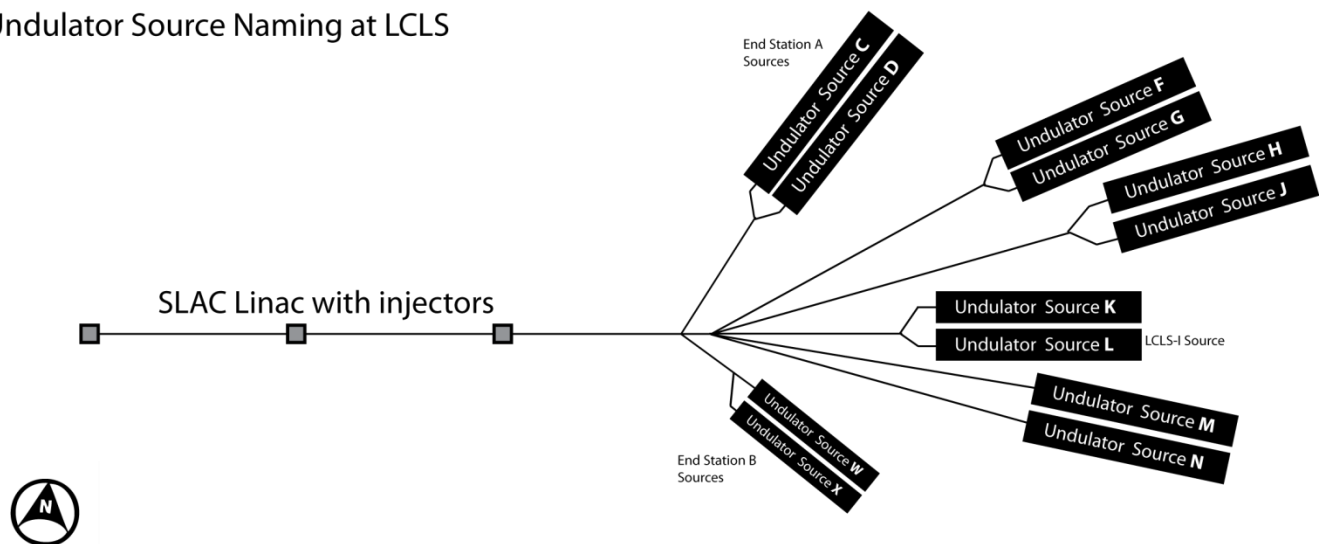 ndulator Source Naming at LCLS
End Station A
Sources
Undulator Source C
Undulator Source D
Undulator Source F
Undulator Source G
Undulator Source H
Undulator Source J
SLAC Linac with injectors
Undulator Source K
Undulator Source L
LCLS-I Source
Undulator Source M
Undulator Source N
Undulator Source W
Undulator Source X
End Station B
Sources
N